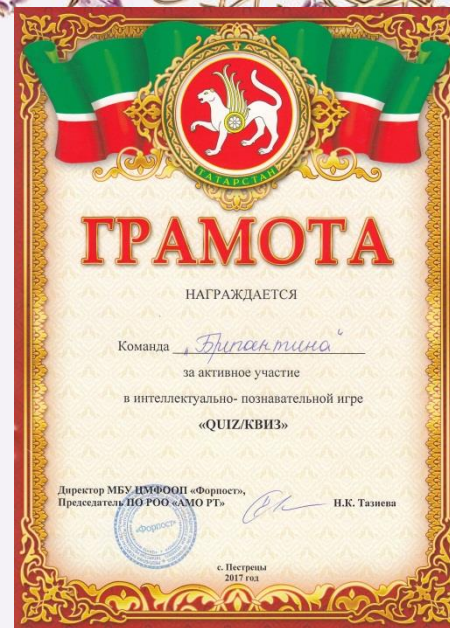 ТАТАРСТАН
ГРАМОТА
НАГРАЖДАЕТСЯ
Команда „Бригантина"
за активное участие
в интеллектуально- познавательной игре
«QUIZ/КВИЗ»
Директор МБУ ЦМФООП «Форпост»,
Председатель ПО РОО «АМО РТ» Н.К. Тазиева
«Форпост»
с. Пестрецы
2017 год